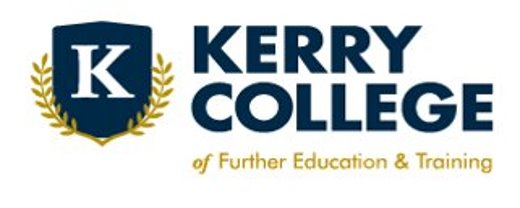 K
KERRY
COLLEGE
of Further Education & Training